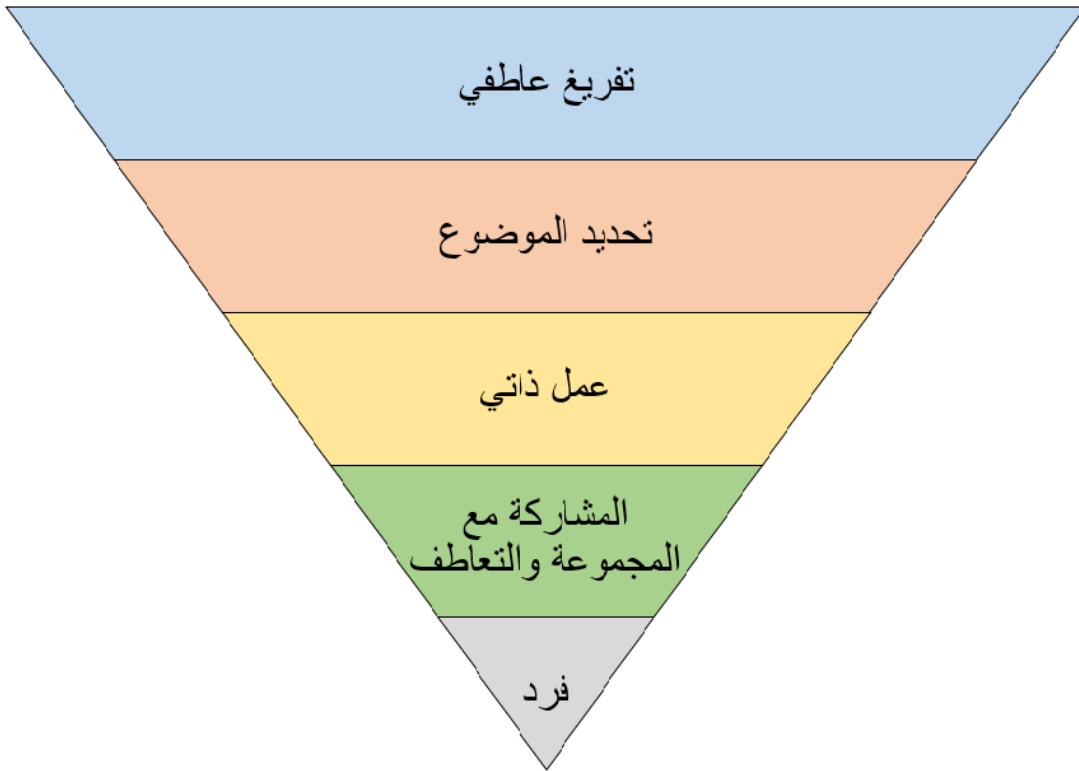 تفريغ عاطفي
تحديد الموضوع
عمل ذاتي
المشاركة مع
المجموعة والتعاطف
فرد